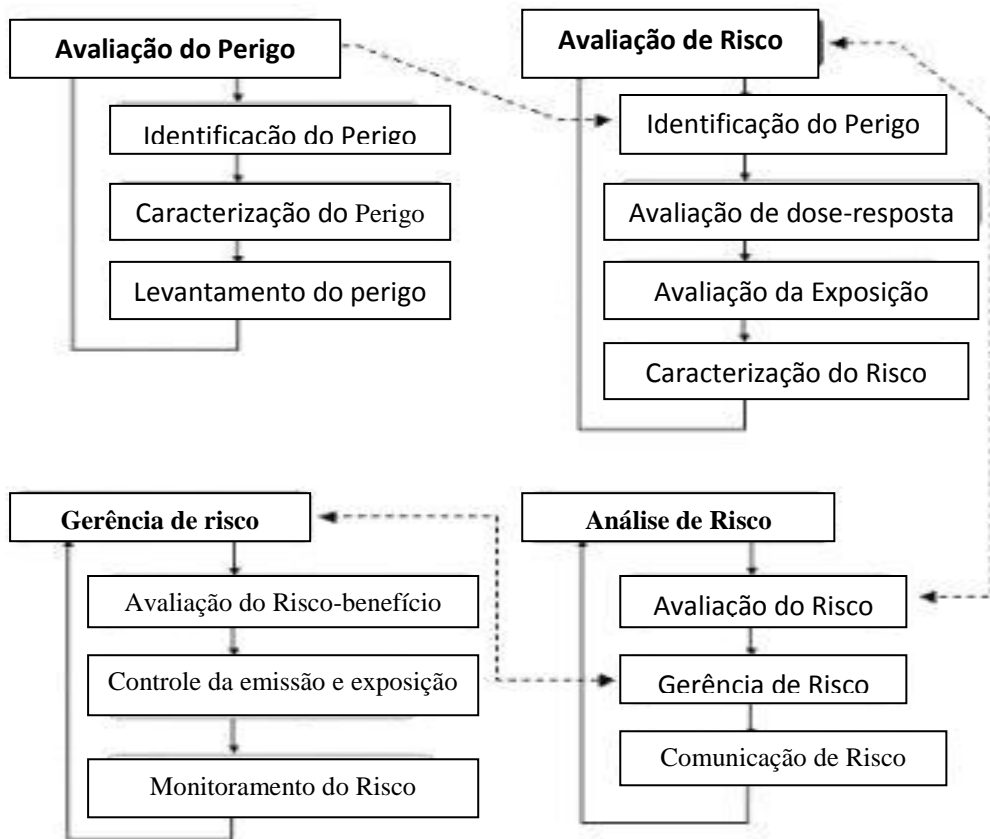 Avaliação do Perigo
Identificação do Perigo
Caracterização do Perigo
Levantamento do perigo
Avaliação de Risco
Identificação do Perigo
Avaliação de dose-resposta
Avaliação da Exposição
Caracterização do Risco
Gerência de risco
Avaliação do Risco-benefício
Controle da emissão e exposição
Monitoramento do Risco
Análise de Risco
Avaliação do Risco
Gerência de Risco
Comunicação de Risco